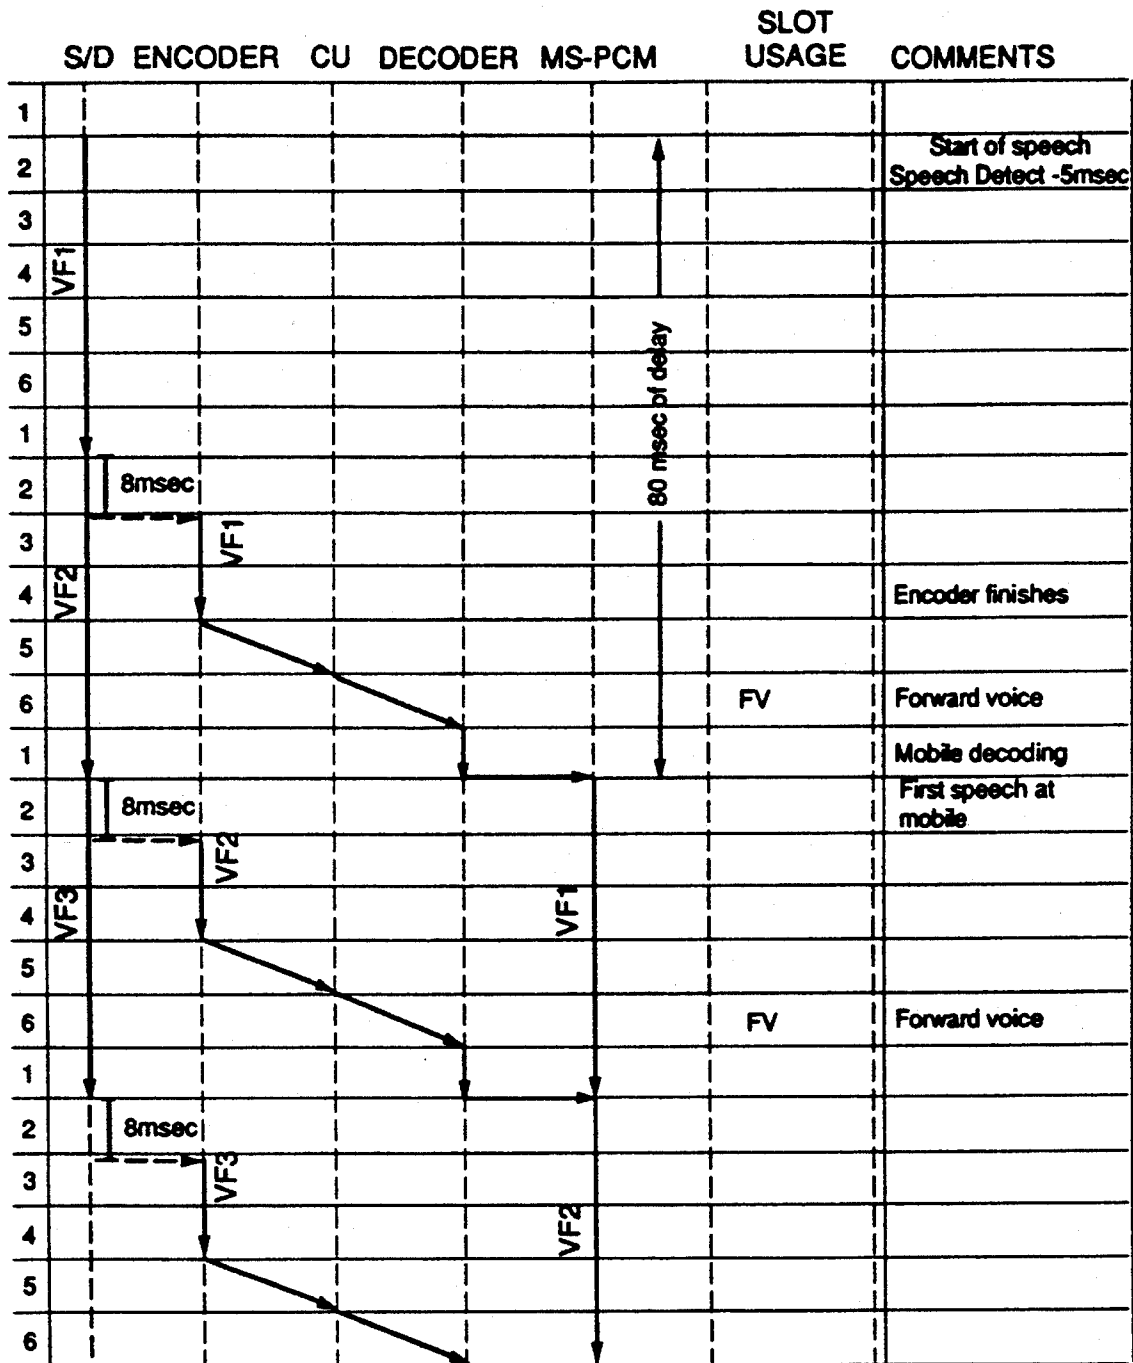 S/D ENCODER CU DECODER MS-PCM SLOT USAGE COMMENTS
1
2 Start of speech
Speech Detect -5msec
3
4
VF1
5
6
80 msec of delay
1
2 8msec
3 VF1
4 VF2 Encoder finishes
5
6 FV Forward voice
1 Mobile decoding
2 8msec First speech at
mobile
3 VF2
4 VF3 VF1
5
6 FV Forward voice
1
2 8msec
3 VF3
4 VF2
5
6